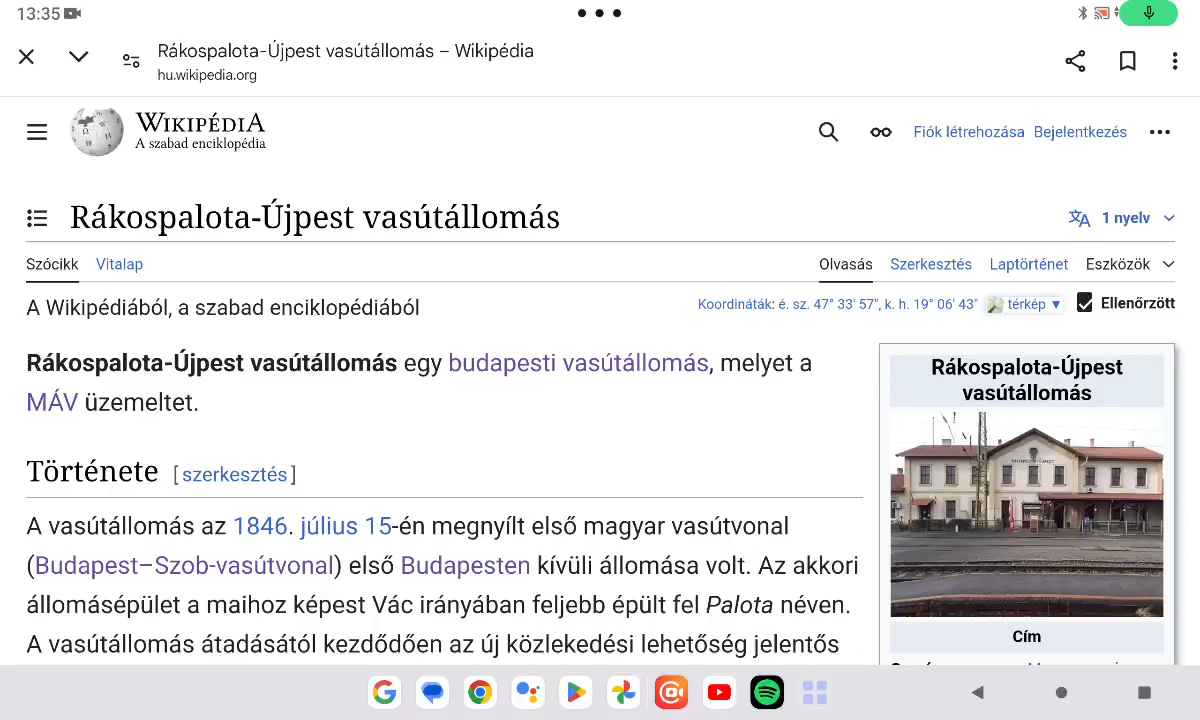 13:35
Rákospalota-Újpest vasútállomás – Wikipédia
hu.wikipedia.org
WIKIPÉDIA
A szabad enciklopédia
Fiók létrehozása Bejelentkezés
Rákospalota-Újpest vasútállomás
1 nyelv
Szócikk Vitalap
Olvasás Szerkesztés Laptörténet Eszközök
A Wikipédiából, a szabad enciklopédiából
Koordináták: é. sz. 47° 33′ 57″, k. h. 19° 06′ 43″ térkép ▼ Ellenőrzött
Rákospalota-Újpest vasútállomás egy budapesti vasútállomás, melyet a
MÁV üzemeltet.
Története [szerkesztés]
A vasútállomás az 1846. július 15-én megnyílt első magyar vasútvonal
(Budapest–Szob-vasútvonal) első Budapesten kívüli állomása volt. Az akkori
állomásépület a maihoz képest Vác irányában feljebb épült fel Palota néven.
A vasútállomás átadásától kezdődően az új közlekedési lehetőség jelentős
Rákospalota-Újpest
vasútállomás
Cím